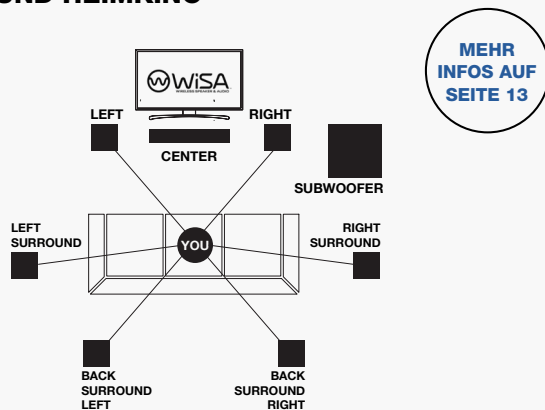 UND HEIMKINO
MEHR
INFOS AUF
SEITE 13
WiSA
WIRELESS SPEAKER & AUDIO
LEFT
RIGHT
CENTER
SUBWOOFER
LEFT
SURROUND
YOU
RIGHT
SURROUND
BACK
SURROUND
LEFT
BACK
SURROUND
RIGHT